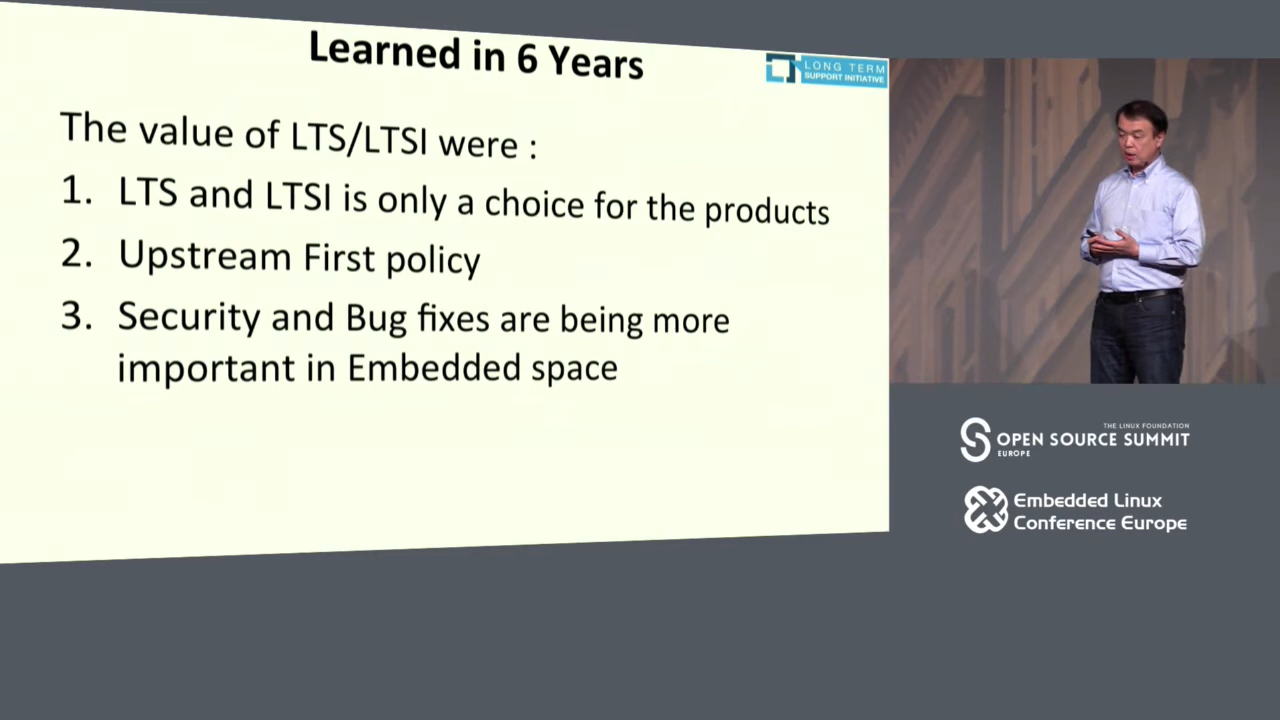 Learned in 6 Years
LONG TERM
SUPPORT INITIATIVE
The value of LTS/LTSI were :
1. LTS and LTSI is only a choice for the products
2. Upstream First policy
3. Security and Bug fixes are being more
important in Embedded space
THE LINUX FOUNDATION
OPEN SOURCE SUMMIT
EUROPE
Embedded Linux
Conference Europe